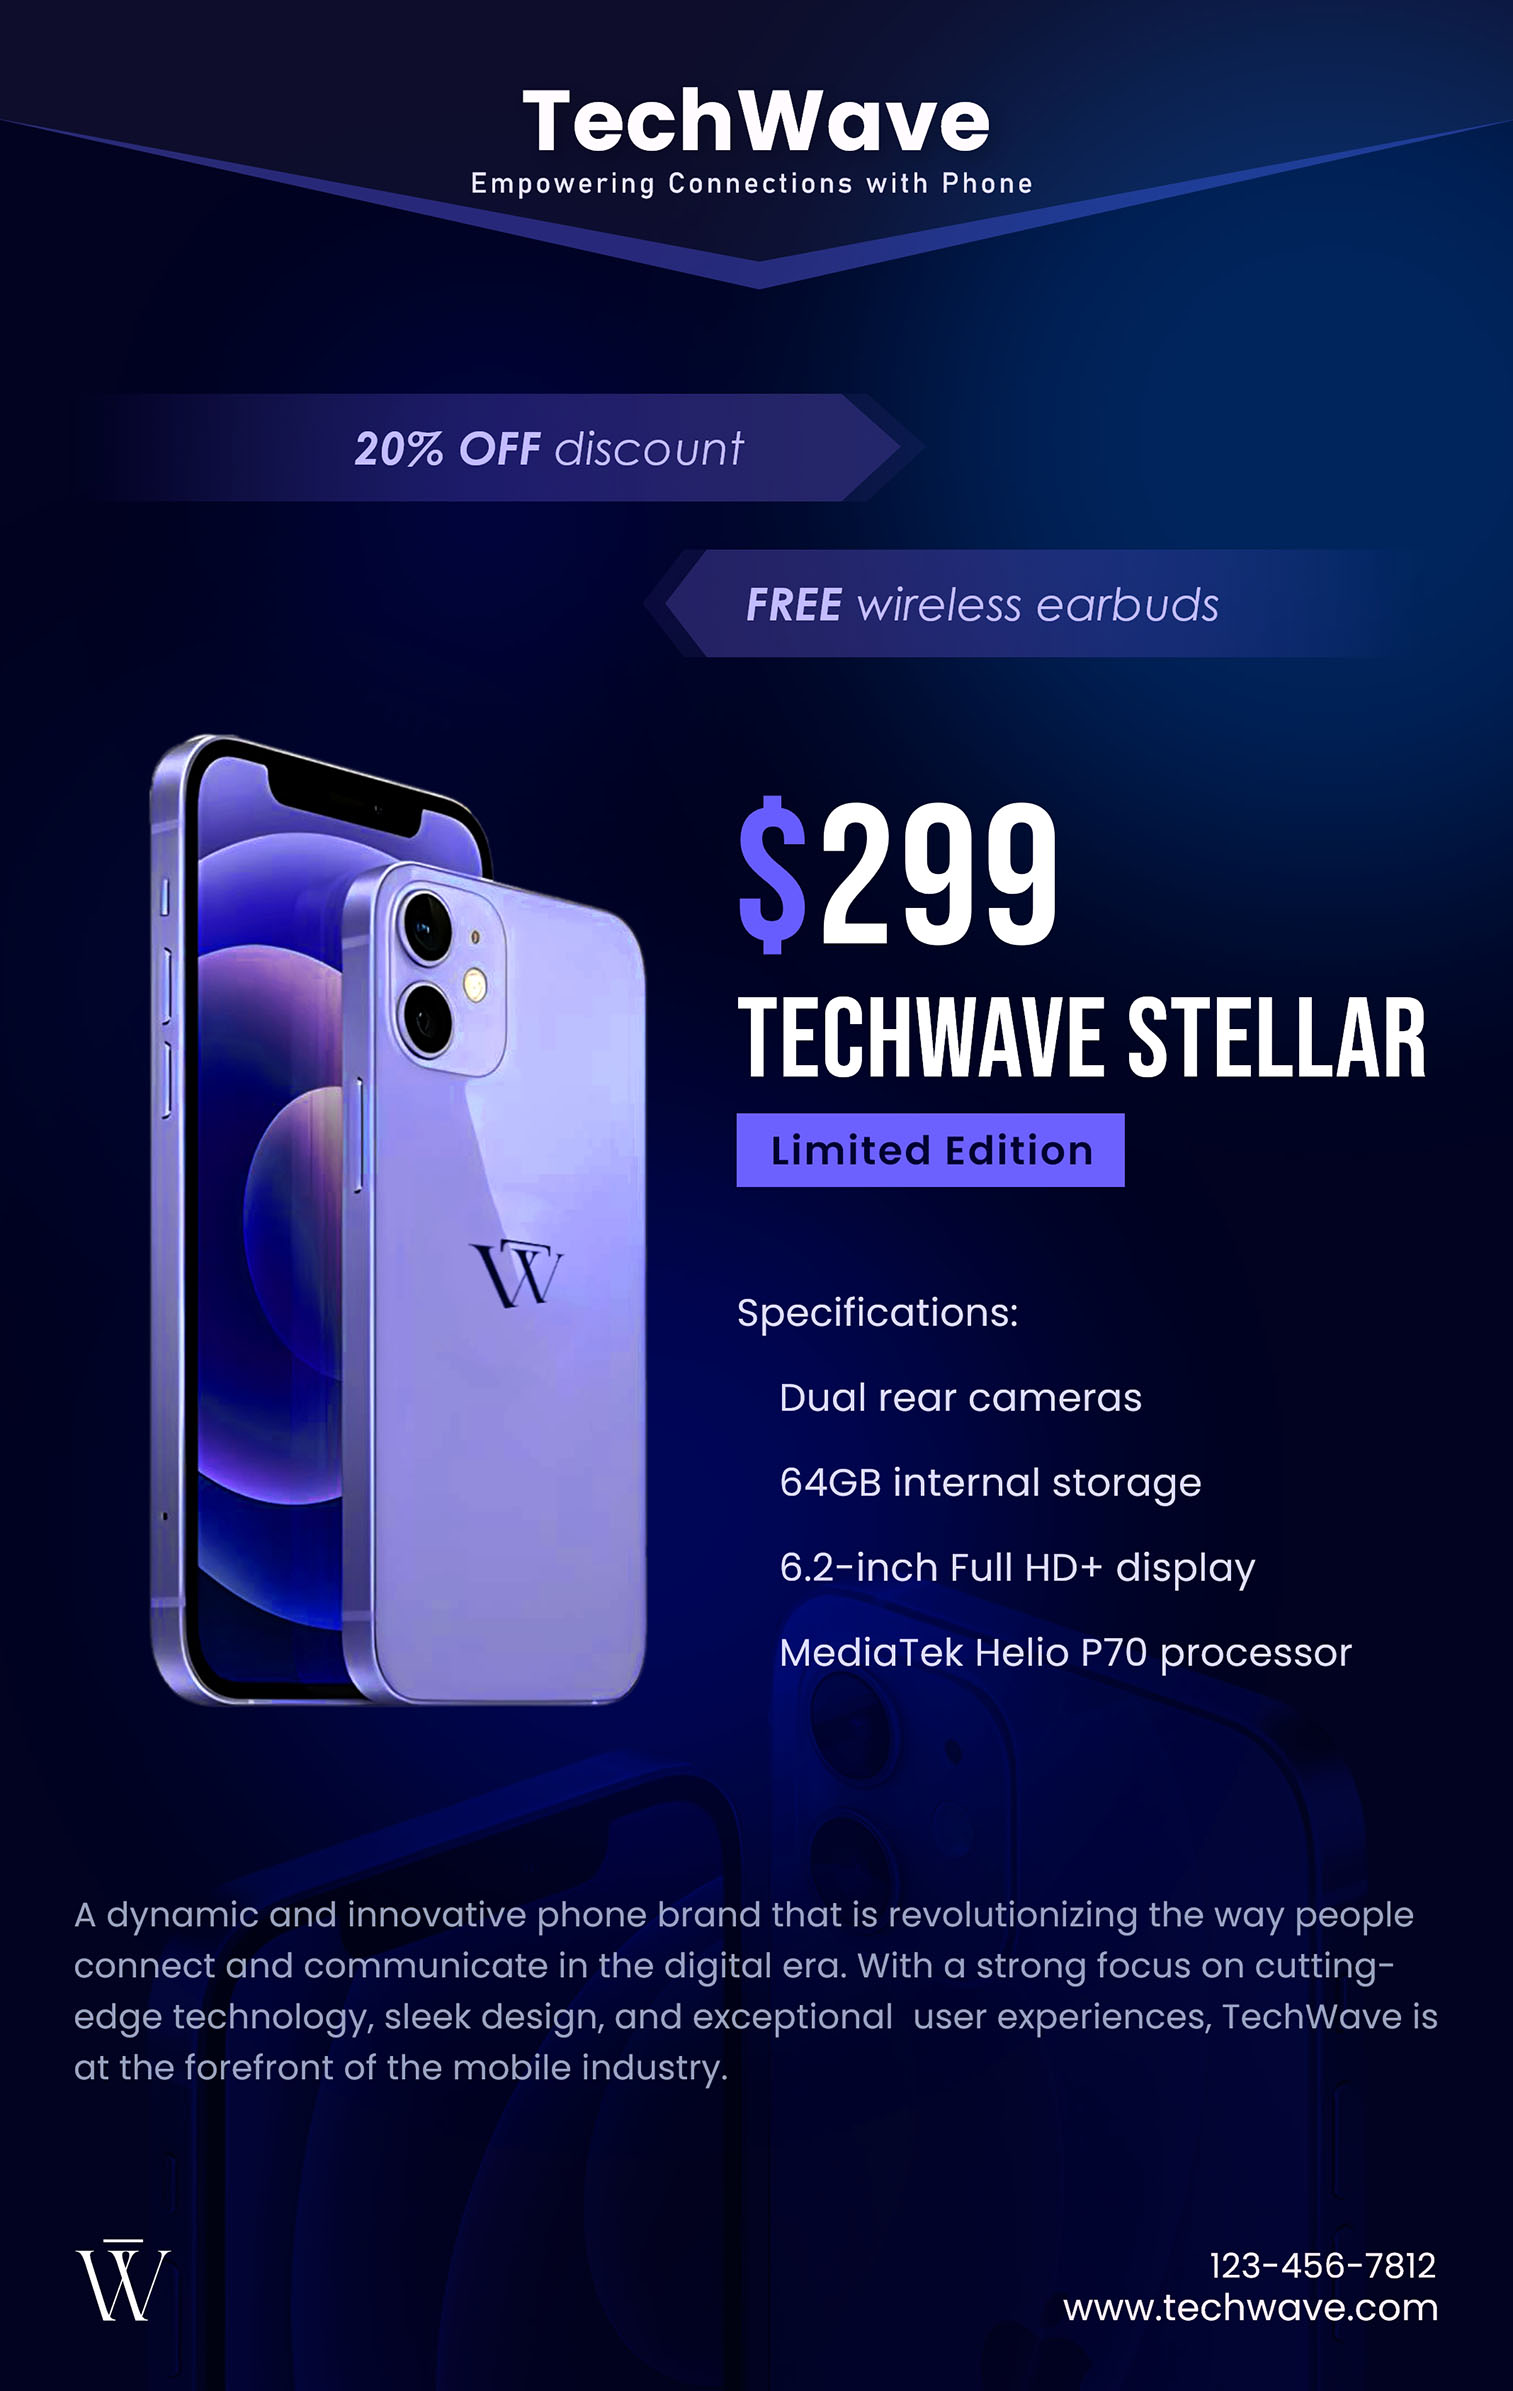 TechWave
Empowering Connections with Phone
20% OFF discount
FREE wireless earbuds
$299
TECHWAVE STELLAR
Limited Edition
Specifications:
Dual rear cameras
64GB internal storage
6.2-inch Full HD+ display
MediaTek Helio P70 processor
A dynamic and innovative phone brand that is revolutionizing the way people
connect and communicate in the digital era. With a strong focus on cutting-
edge technology, sleek design, and exceptional  user experiences, TechWave is
at the forefront of the mobile industry.
123-456-7812
www.techwave.com